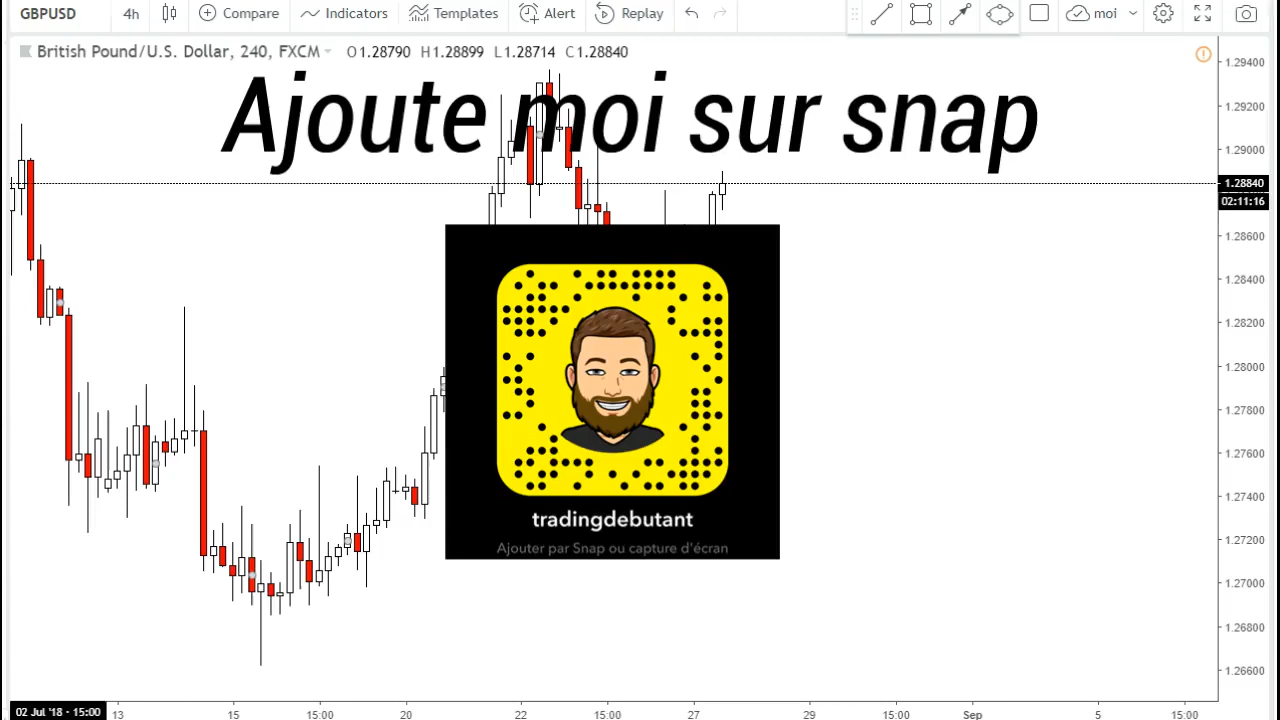 GBPUSD 4h Compare Indicators Templates Alert Replay moi
British Pound/U.S. Dollar, 240, FXCM O1.28790 H1.28899 L1.28714 C1.28840
Ajoute moi sur snap
1.29400
1.29200
1.29000
1.28840
02:11:16
1.28600
1.28400
1.28200
1.28000
1.27800
1.27600
1.27400
1.27200
1.27000
1.26800
1.26600
tradingdebutant
Ajouter par Snap ou capture d'écran
02 Jul '18 - 15:00 13 15 15:00 20 22 15:00 27 29 15:00 Sep 5 15:00